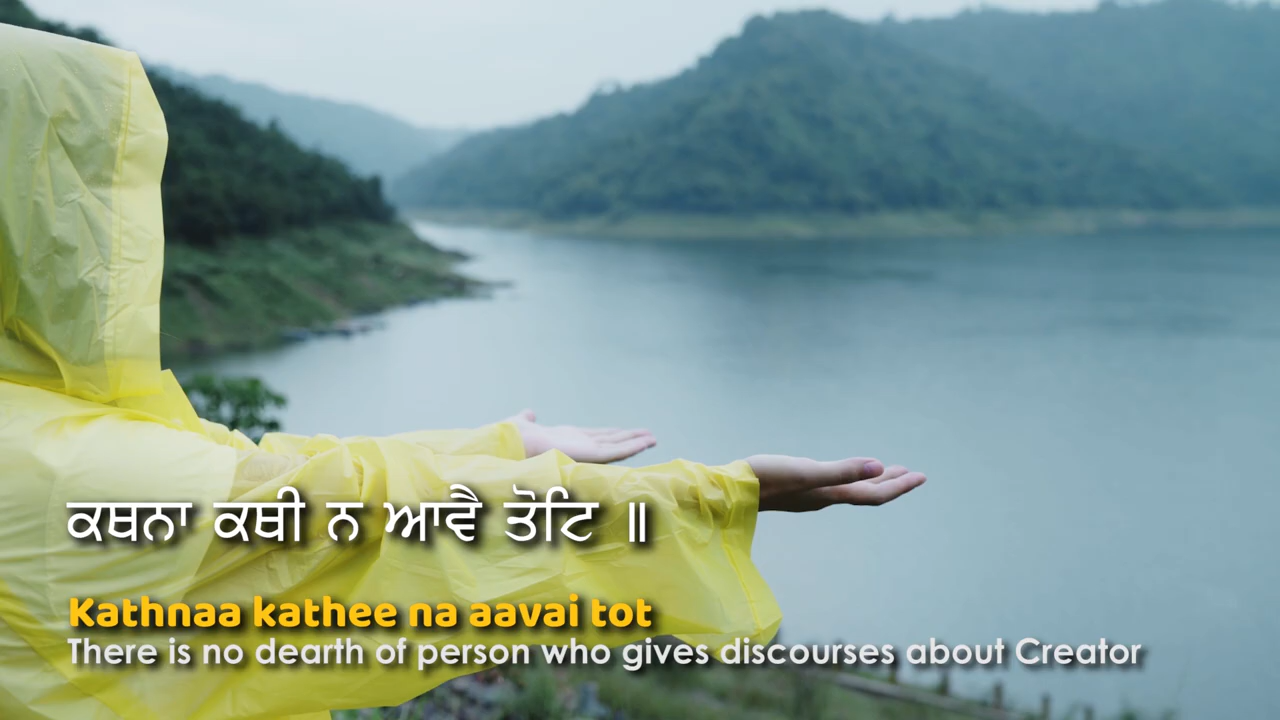 ਕਥਨਾ ਕਥੀ ਨ ਆਵੈ ਤੋਟਿ ॥
Kathnaa kathee na aavai tot
There is no dearth of person who gives discourses about Creator